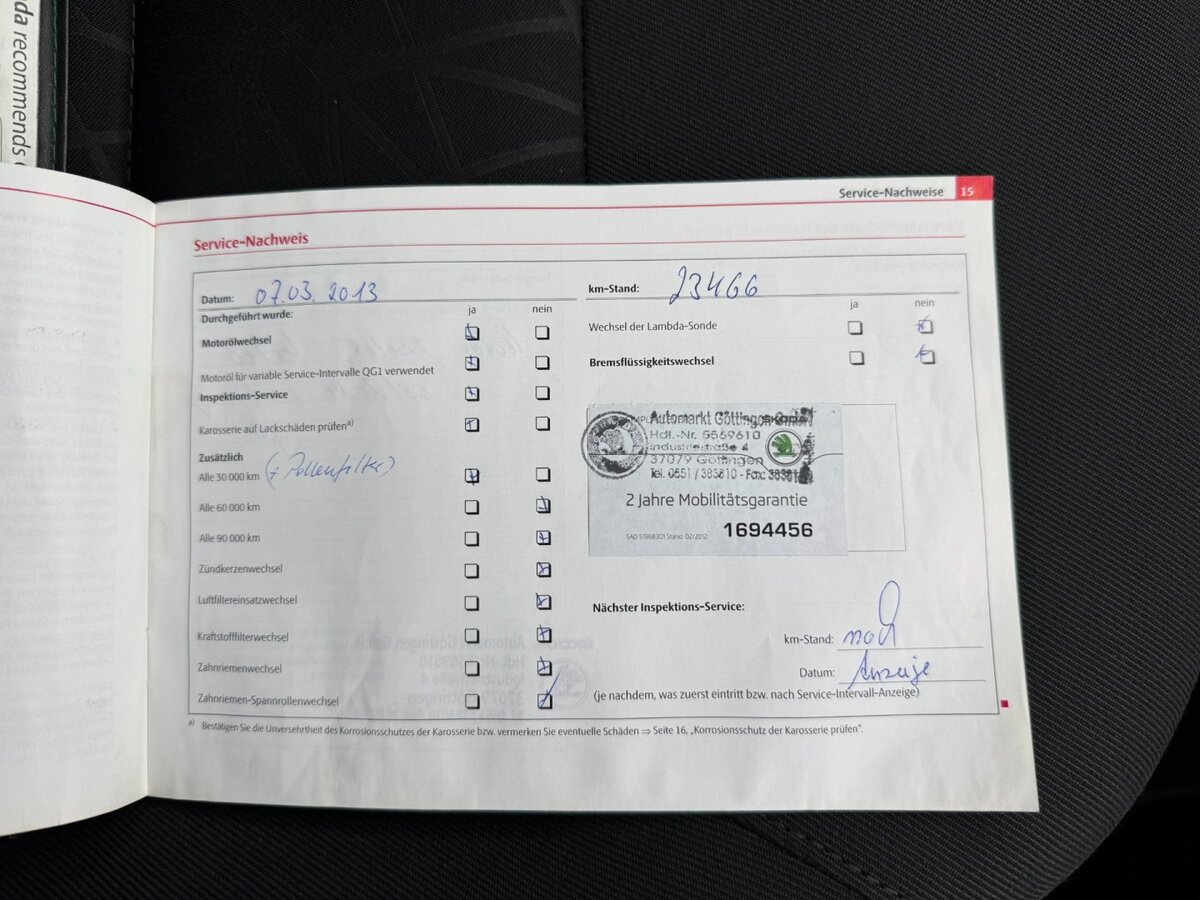 da recommends
Service-Nachweise 15
Service-Nachweis
Datum: 07.03.2013
km-Stand: 23466
Durchgeführt wurde:
ja nein
ja nein
Motorölwechsel
Wechsel der Lambda-Sonde
Motoröl für variable Service-Intervalle QG1 verwendet
Bremsflüssigkeitswechsel
Inspektions-Service
Karosserie auf Lackschäden prüfen a)
Zusätzlich
Alle 30 000 km (+ Pollenfilter)
Alle 60 000 km
Alle 90 000 km
Zündkerzenwechsel
Luftfiltereinsatzwechsel
Kraftstofffilterwechsel
Zahnriemenwechsel
Zahnriemen-Spannrollenwechsel
Automarkt Göttingen GmbH
Hdl.-Nr. 5569610
Industriestraße 4
37079 Göttingen
Tel. 0551 / 383810 - Fax:
2 Jahre Mobilitätsgarantie
1694456
SAD 51968301 Stand: 02/2012
Nächster Inspektions-Service:
km-Stand: nach
Datum: Anzeige
(je nachdem, was zuerst eintritt bzw. nach Service-Intervall-Anzeige)
a) Bestätigen Sie die Unversehrtheit des Korrosionsschutzes der Karosserie bzw. vermerken Sie eventuelle Schäden ⇒ Seite 16, „Korrosionsschutz der Karosserie prüfen“.